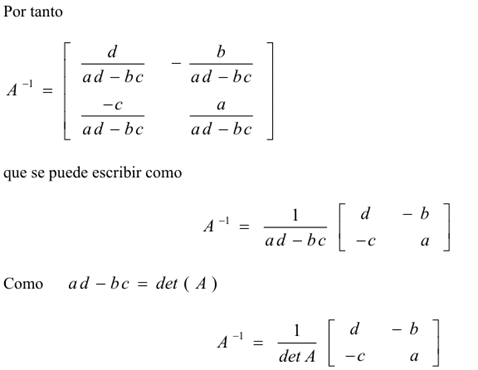 Por tanto
A⁻¹ = [ d/(ad − bc)   − b/(ad − bc)
−c/(ad − bc)   a/(ad − bc) ]
que se puede escribir como
A⁻¹ = 1/(ad − bc) [ d   − b
−c   a ]
Como ad − bc = det ( A )
A⁻¹ = 1/det A [ d   − b
−c   a ]